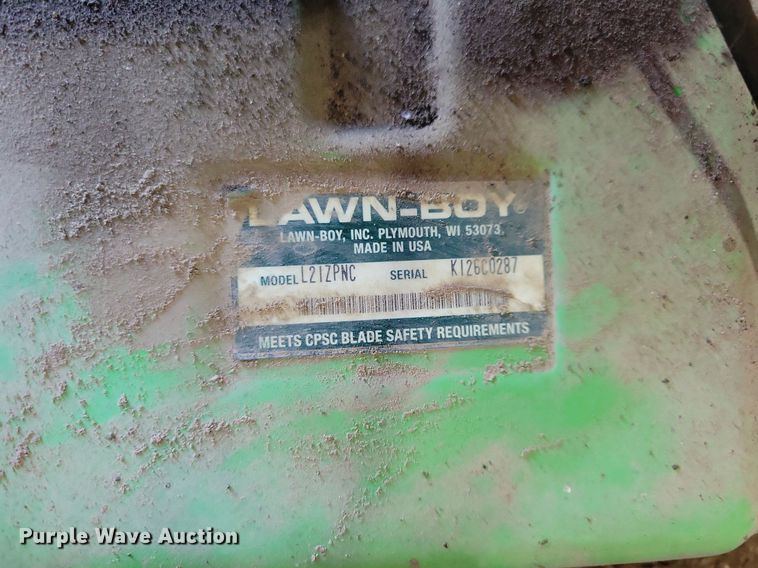 LAWN-BOY
LAWN-BOY, INC. PLYMOUTH, WI 53073
MADE IN USA
MODEL L21ZPNC SERIAL K126C0287
MEETS CPSC BLADE SAFETY REQUIREMENTS
Purple Wave Auction